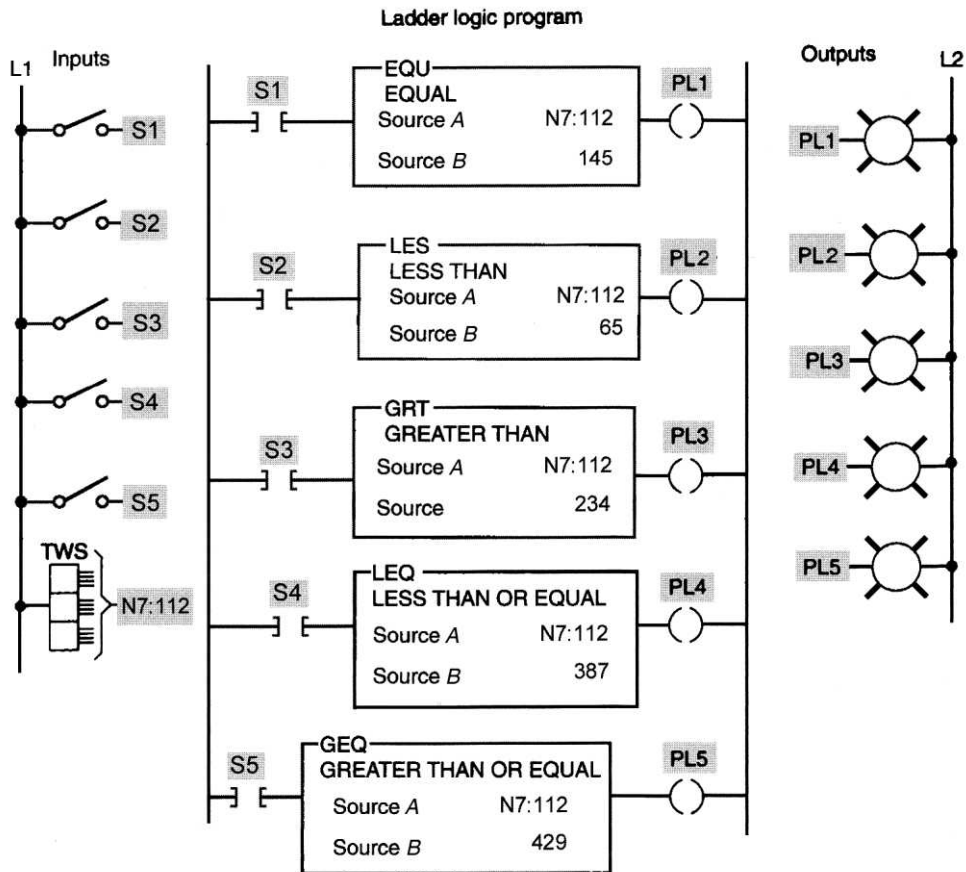 Ladder logic program
L1
Inputs
Outputs
L2
S1
S2
S3
S4
S5
TWS
N7:112
S1
EQU
EQUAL
Source A N7:112
Source B 145
PL1
S2
LES
LESS THAN
Source A N7:112
Source B 65
PL2
S3
GRT
GREATER THAN
Source A N7:112
Source 234
PL3
S4
LEQ
LESS THAN OR EQUAL
Source A N7:112
Source B 387
PL4
S5
GEQ
GREATER THAN OR EQUAL
Source A N7:112
Source B 429
PL5
PL1
PL2
PL3
PL4
PL5